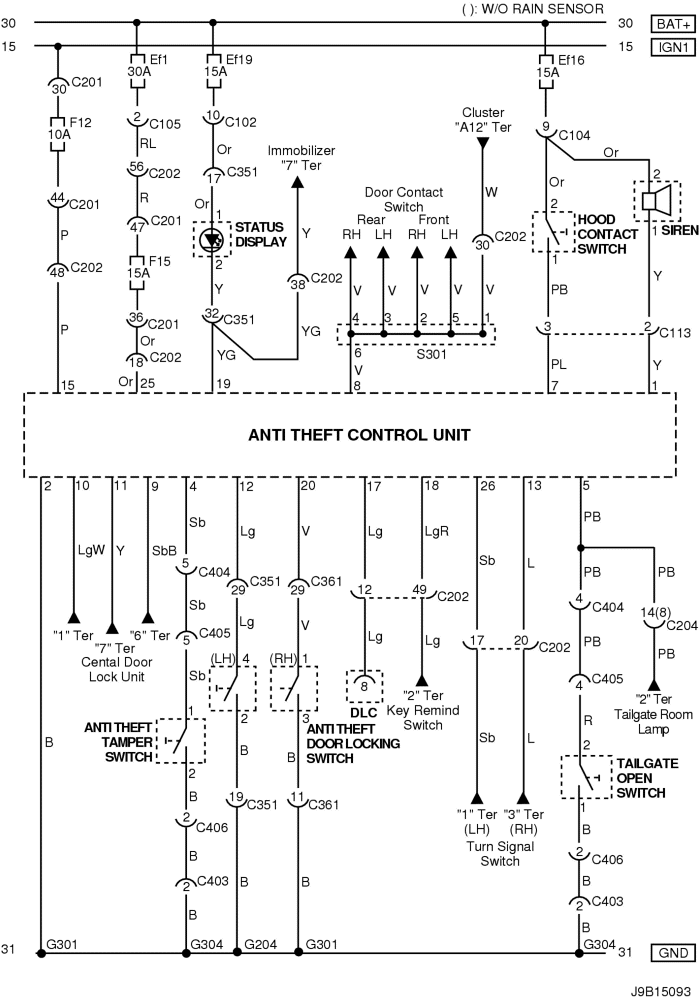 ( ): W/O RAIN SENSOR
30 30 BAT+
15 15 IGN1
30 C201
F12
10A
44 C201
P
48 C202
P
15
Ef1
30A
2 C105
RL
56 C202
R
47 C201
F15
15A
36 C201
Or
18 C202
Or 25
Ef19
15A
10 C102
Or
17 C351
Or 1
STATUS
DISPLAY
2
Y
32 C351
YG
19
Immobilizer
"7" Ter
Y
38 C202
YG
Door Contact
Switch
Rear Front
RH LH RH LH
V V V V
4 3 2 5 1
S301
6
V
8
Cluster
"A12" Ter
W
30 C202
V
Ef16
15A
9 C104
Or
Or
2
HOOD
CONTACT
SWITCH
1
PB
3
PL
7
2
SIREN
1
Y
2 C113
Y
1
ANTI THEFT CONTROL UNIT
2 10 11 9 4 12 20 17 18 26 13 5
B
LgW
"1" Ter
Y
"7" Ter
SbB
"6" Ter
Cental Door
Lock Unit
Sb
5 C404
Sb
5 C405
Sb
1
ANTI THEFT
TAMPER
SWITCH
2
B
2 C406
B
2 C403
B
Lg
29 C351
Lg
(LH) 4
2
B
19 C351
B
V
29 C361
V
(RH) 1
3
ANTI THEFT
DOOR LOCKING
SWITCH
B
11 C361
B
Lg
12
Lg
8
DLC
LgR
49 C202
Lg
"2" Ter
Key Remind
Switch
Sb
17
Sb
"1" Ter
(LH)
L
20 C202
L
"3" Ter
(RH)
Turn Signal
Switch
PB
PB
4 C404
PB
4 C405
R
2
TAILGATE
OPEN
SWITCH
1
B
2 C406
B
2 C403
B
PB
14(8)
C204
PB
"2" Ter
Tailgate Room
Lamp
31 G301 G304 G204 G301 G304 31 GND
J9B15093